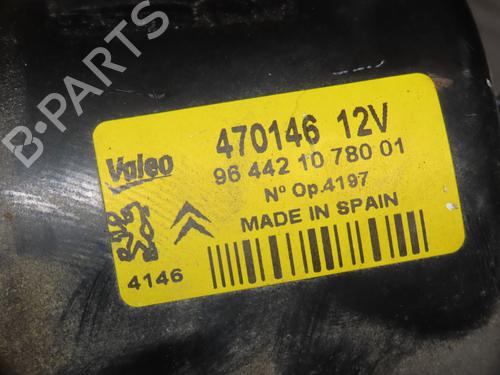 B-PARTS
Valeo
470146 12V
96 442 10 780 01
Nº Op.4197
MADE IN SPAIN
4146